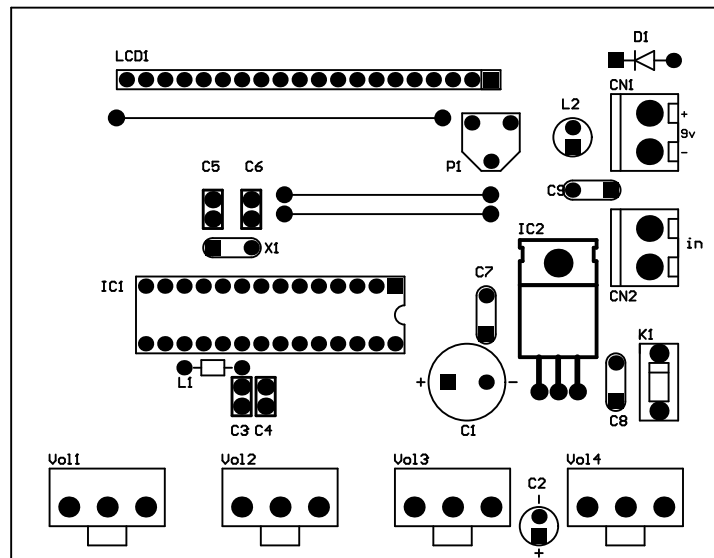 D1
LCD1
CN1
L2
+
9v
-
P1
C5 C6
C9
IC2
X1
in
C7
IC1
CN2
K1
L1
+ -
C3 C4
C1
C8
Vol1 Vol2 Vol3 Vol4
C2
-
+